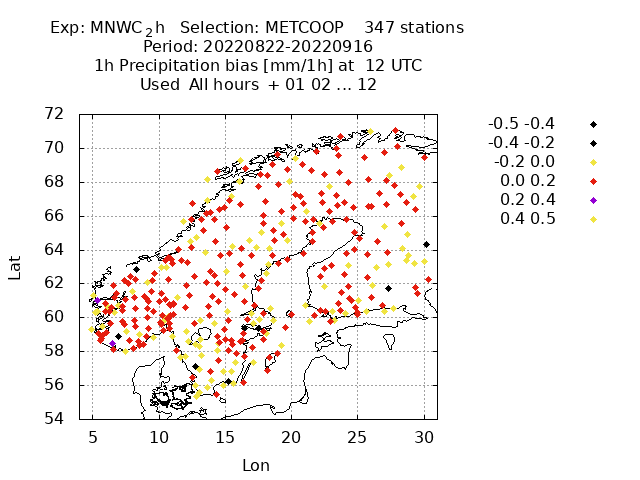 Exp: MNWC_2h   Selection: METCOOP    347 stations
Period: 20220822-20220916
1h Precipitation bias [mm/1h] at  12 UTC
Used  All hours  + 01 02 ... 12
-0.5 -0.4
-0.4 -0.2
-0.2 0.0
0.0 0.2
0.2 0.4
0.4 0.5
72
70
68
66
64
62
60
58
56
54
Lat
5 10 15 20 25 30
Lon